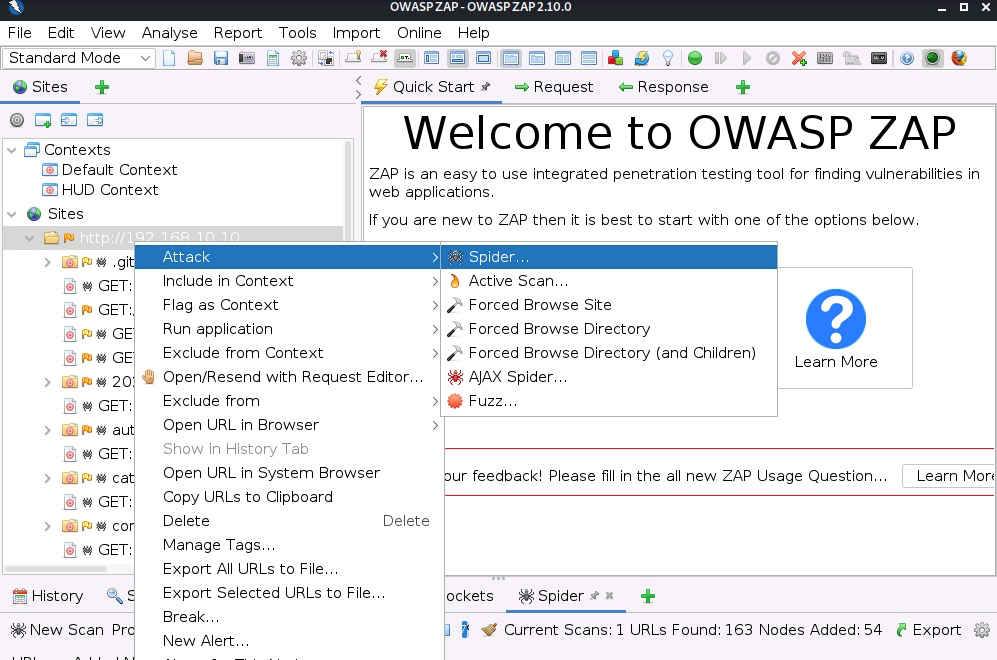 OWASP ZAP - OWASP ZAP 2.10.0
File Edit View Analyse Report Tools Import Online Help
Standard Mode
Sites
Quick Start Request Response
Contexts
Default Context
HUD Context
Sites
http://192.168.10.10
.git
GET:
GET:
GET
GET
20
GET:
aut
GET:
cat
GET:
con
GET:
Attack
Include in Context
Flag as Context
Run application
Exclude from Context
Open/Resend with Request Editor...
Exclude from
Open URL in Browser
Show in History Tab
Open URL in System Browser
Copy URLs to Clipboard
Delete Delete
Manage Tags...
Export All URLs to File...
Export Selected URLs to File...
Break...
New Alert...
Spider...
Active Scan...
Forced Browse Site
Forced Browse Directory
Forced Browse Directory (and Children)
AJAX Spider...
Fuzz...
Welcome to OWASP ZAP
ZAP is an easy to use integrated penetration testing tool for finding vulnerabilities in
web applications.
If you are new to ZAP then it is best to start with one of the options below.
Learn More
our feedback! Please fill in the all new ZAP Usage Question... Learn More
History S ockets Spider
New Scan Pro Current Scans: 1 URLs Found: 163 Nodes Added: 54 Export